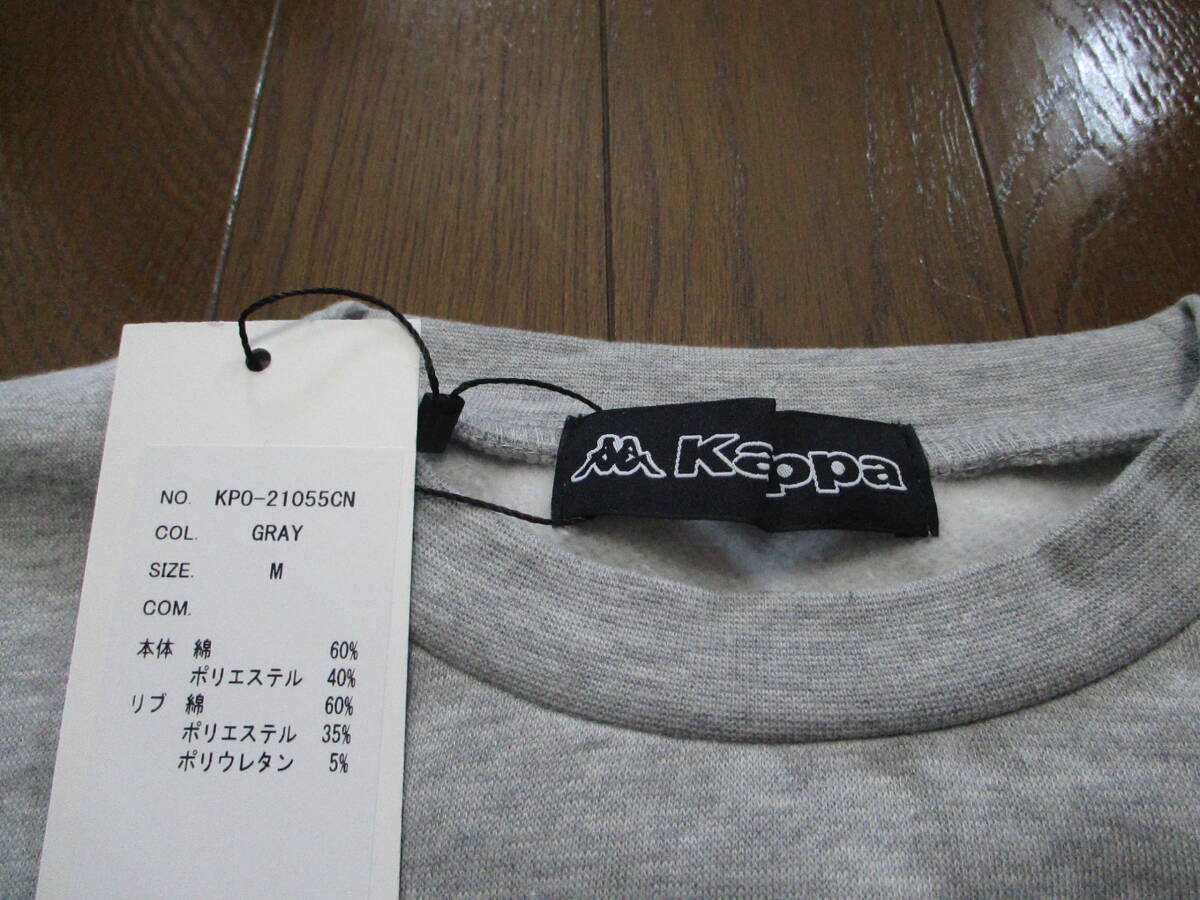 NO. KPO-21055CN
COL. GRAY
SIZE. M
COM.
本体 綿 60%
ポリエステル 40%
リブ 綿 60%
ポリエステル 35%
ポリウレタン 5%
Kappa